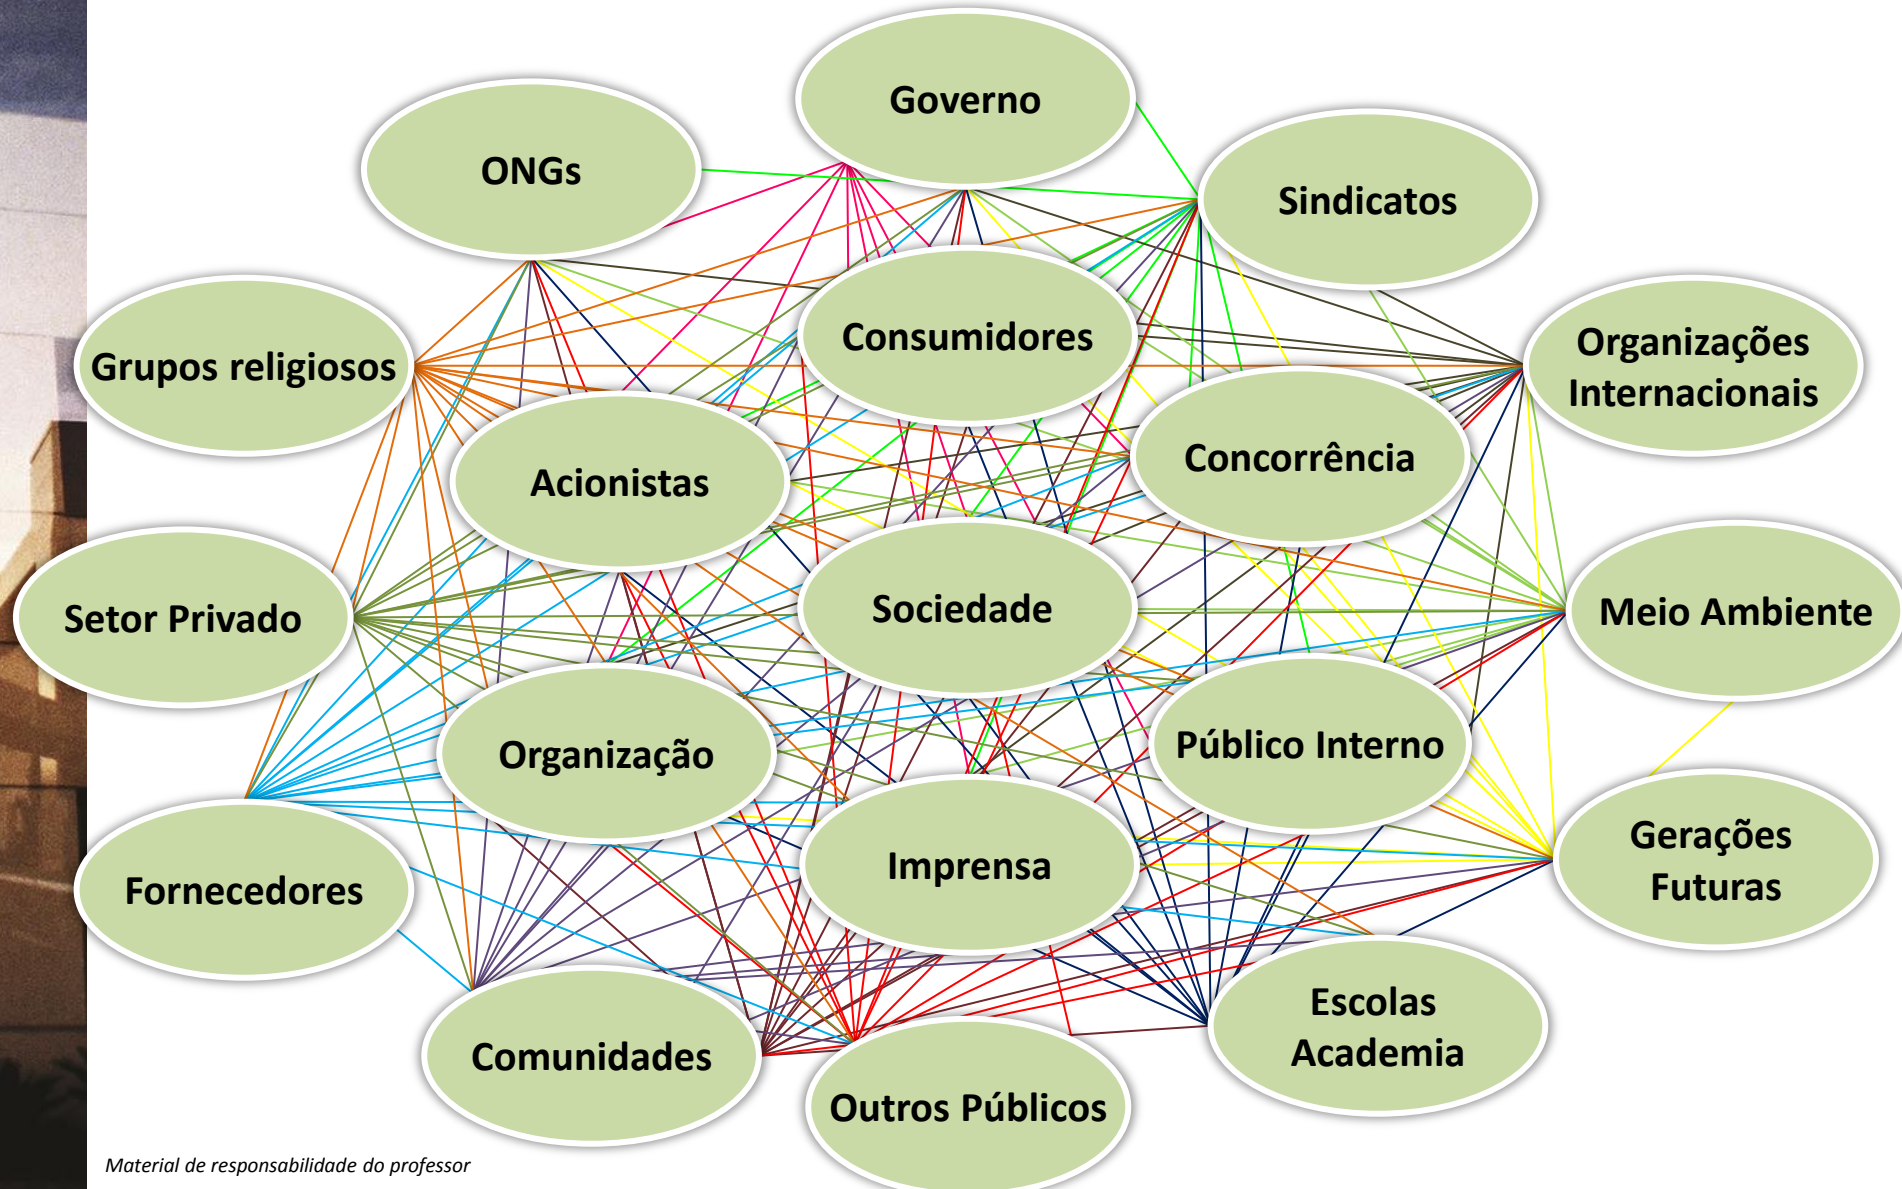 Governo
ONGs
Sindicatos
Consumidores
Grupos religiosos
Organizações
Internacionais
Acionistas
Concorrência
Setor Privado
Sociedade
Meio Ambiente
Organização
Público Interno
Fornecedores
Imprensa
Gerações
Futuras
Comunidades
Escolas
Academia
Outros Públicos
Material de responsabilidade do professor